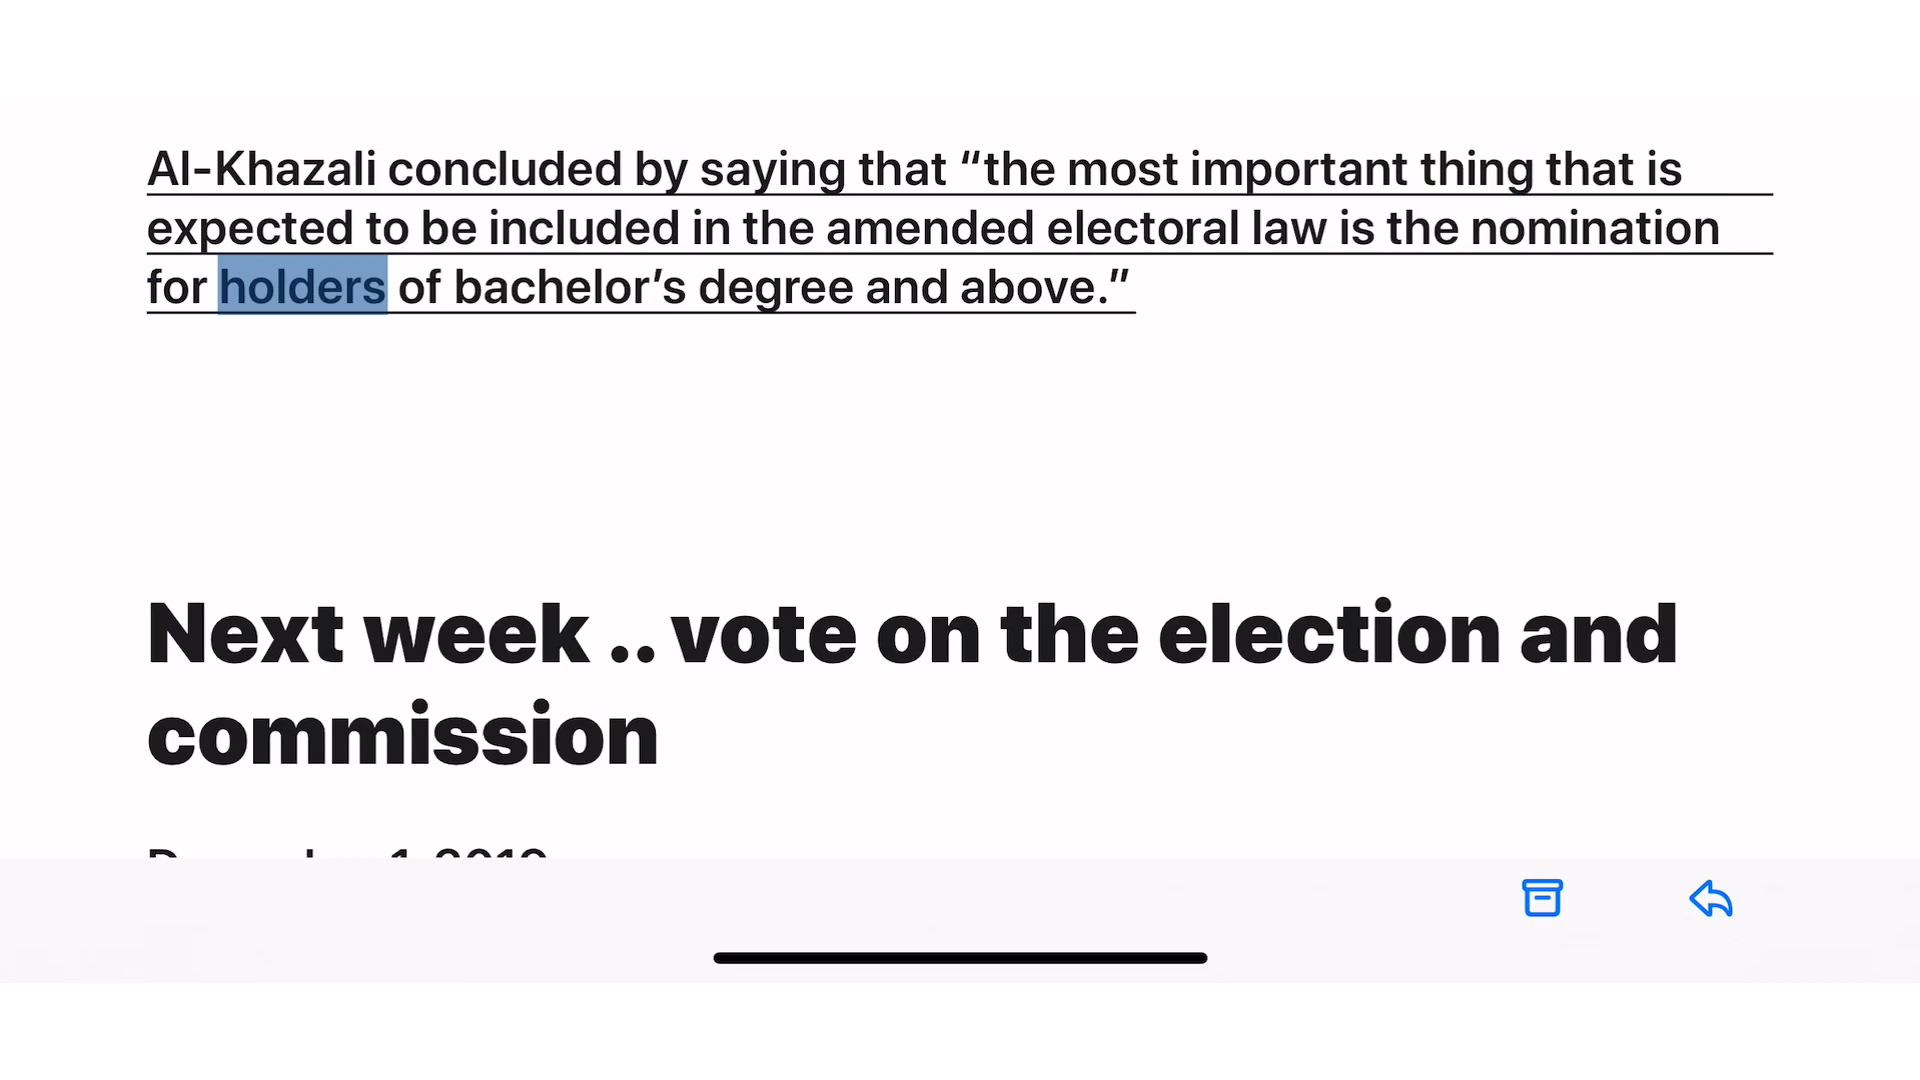 Al-Khazali concluded by saying that “the most important thing that is
expected to be included in the amended electoral law is the nomination
for holders of bachelor’s degree and above.”
Next week .. vote on the election and
commission